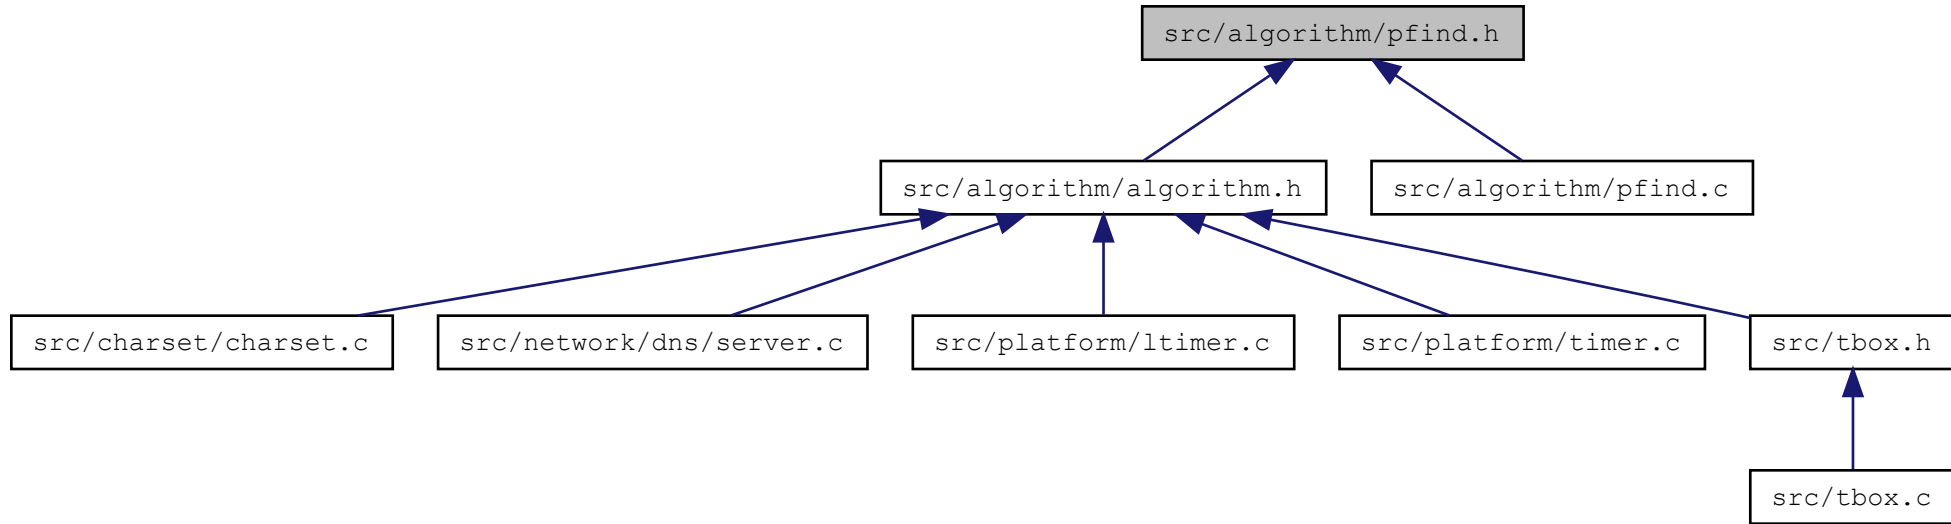 src/algorithm/pfind.h
src/algorithm/algorithm.h
src/algorithm/pfind.c
src/charset/charset.c
src/network/dns/server.c
src/platform/ltimer.c
src/platform/timer.c
src/tbox.h
src/tbox.c